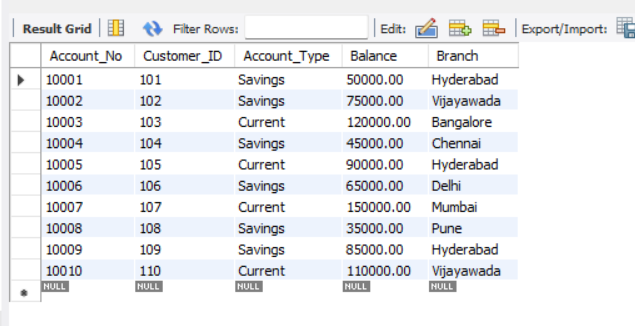 Result Grid Filter Rows: Edit: Export/Import:
Account_No Customer_ID Account_Type Balance Branch
10001 101 Savings 50000.00 Hyderabad
10002 102 Savings 75000.00 Vijayawada
10003 103 Current 120000.00 Bangalore
10004 104 Savings 45000.00 Chennai
10005 105 Current 90000.00 Hyderabad
10006 106 Savings 65000.00 Delhi
10007 107 Current 150000.00 Mumbai
10008 108 Savings 35000.00 Pune
10009 109 Savings 85000.00 Hyderabad
10010 110 Current 110000.00 Vijayawada
NULL NULL NULL NULL NULL